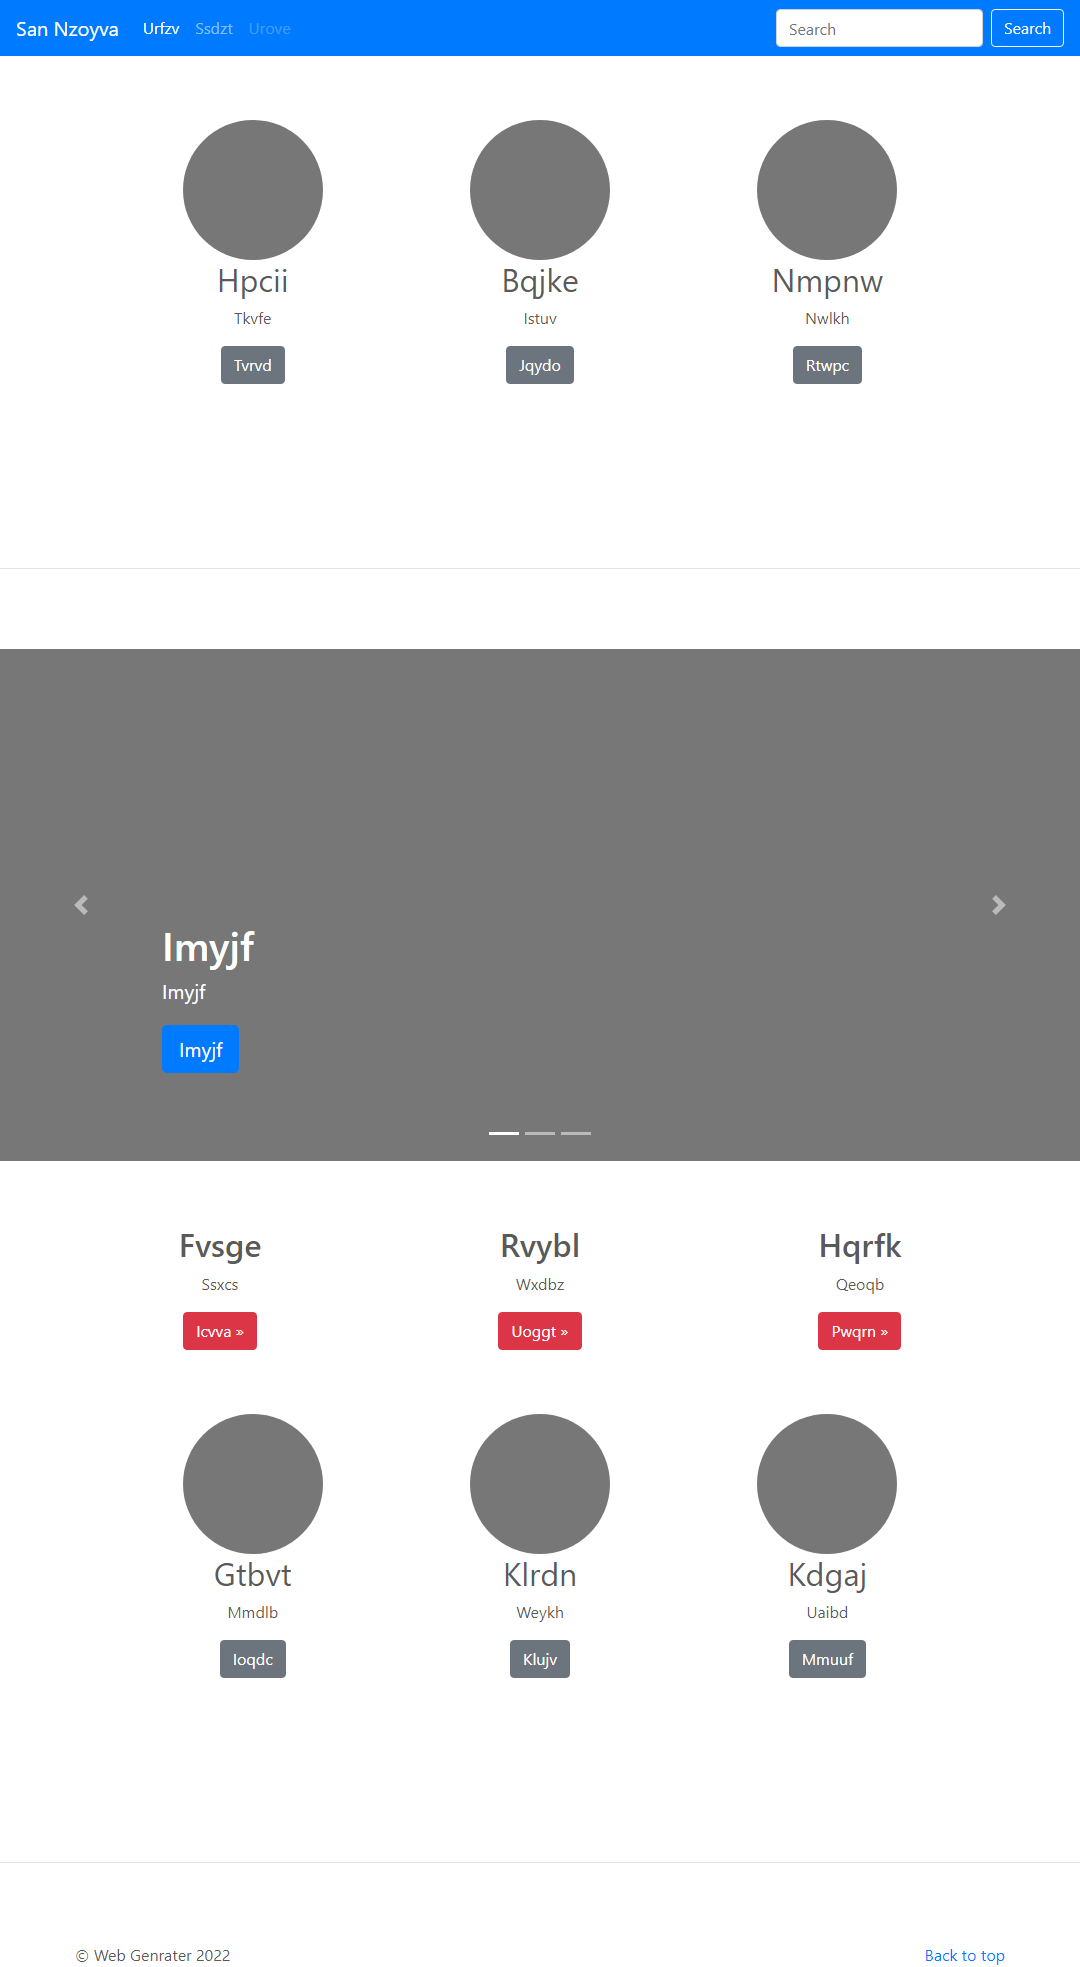 San Nzoyva Urfzv Ssdzt Urove Search Search
Hpcii Bqjke Nmpnw
Tkvfe Istuv Nwlkh
Tvrvd Jqydo Rtwpc
Imyjf
Imyjf
Imyjf
Fvsge Rvybl Hqrfk
Ssxcs Wxdbz Qeoqb
Icvva » Uoggt » Pwqrn »
Gtbvt Klrdn Kdgaj
Mmdlb Weykh Uaibd
Ioqdc Klujv Mmuuf
© Web Genrater 2022 Back to top